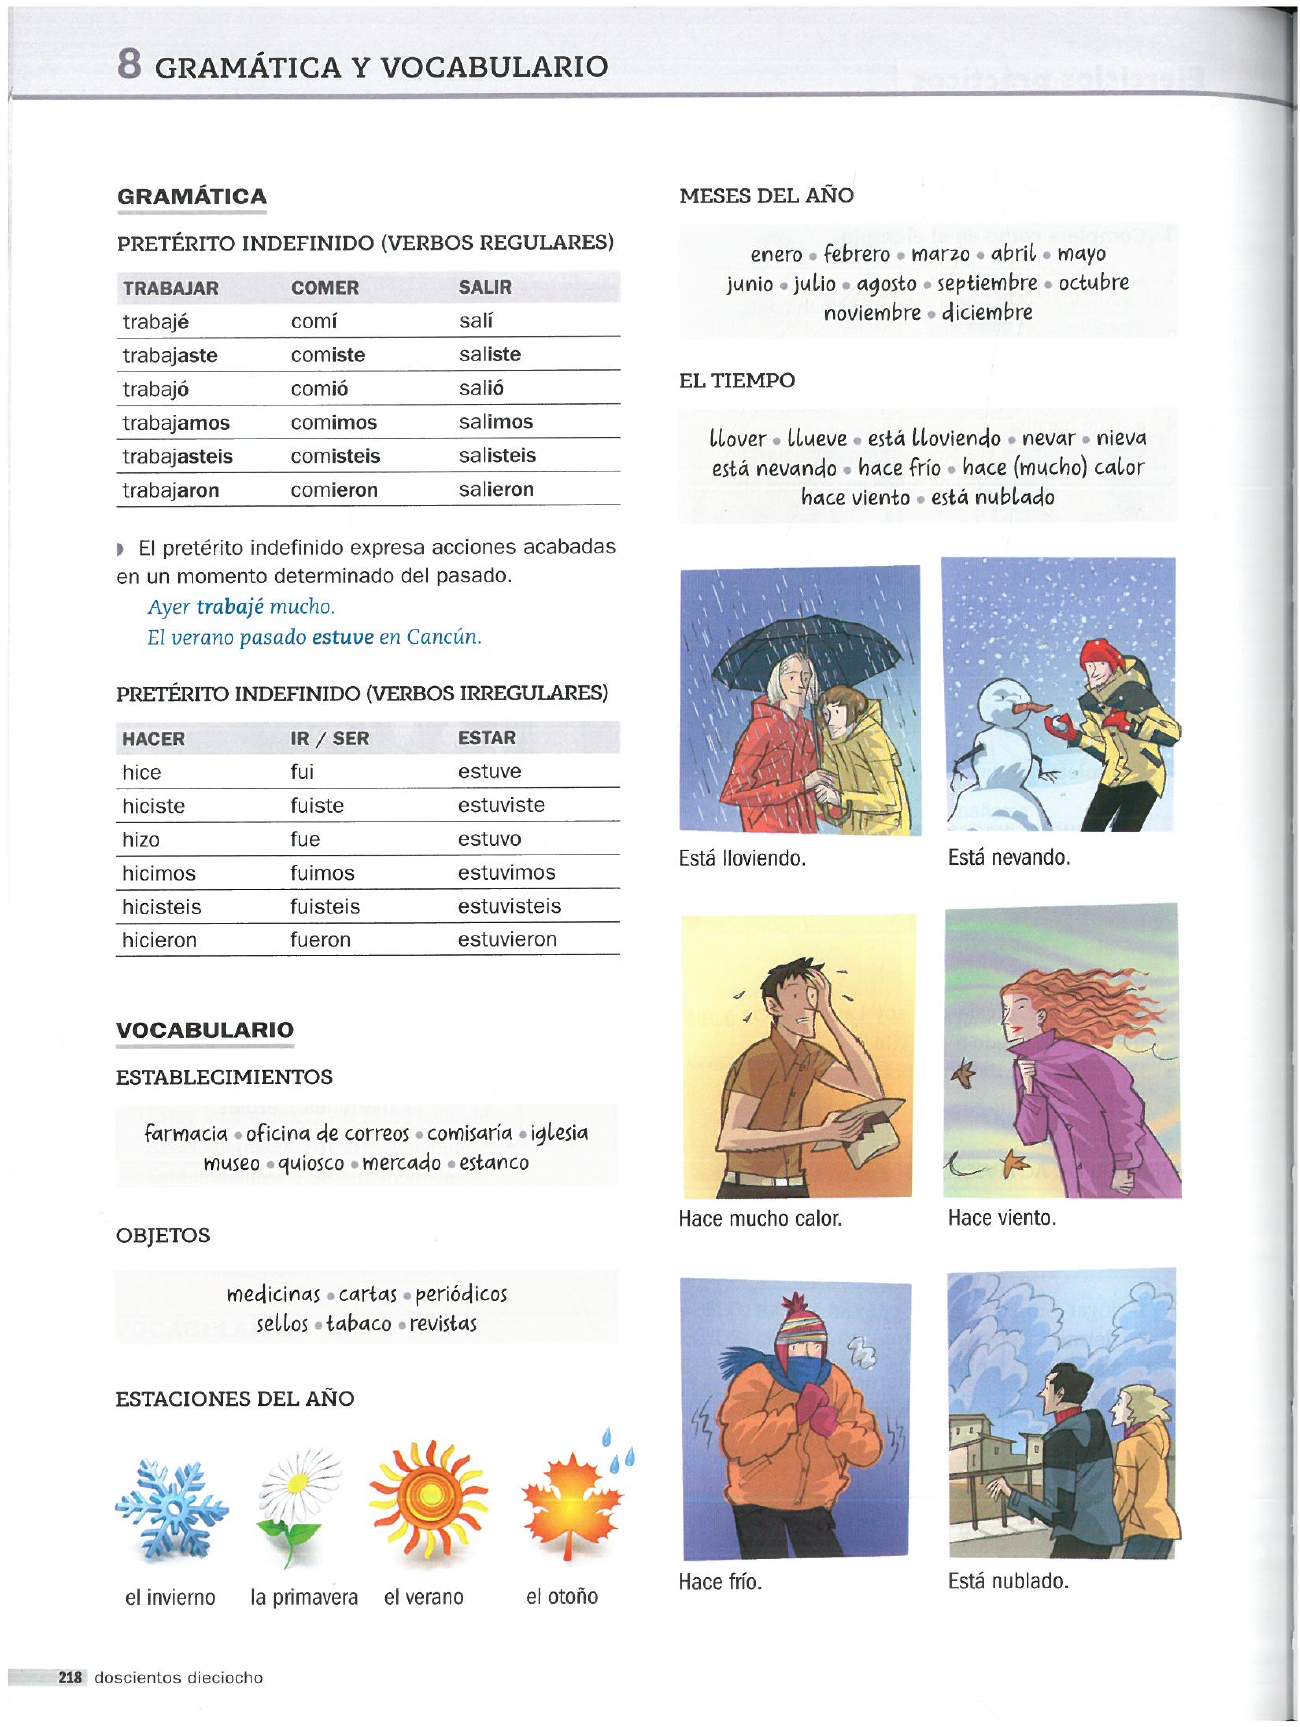 8 GRAMÁTICA Y VOCABULARIO
GRAMÁTICA
PRETÉRITO INDEFINIDO (VERBOS REGULARES)
TRABAJAR COMER SALIR
trabajé comí salí
trabajaste comiste saliste
trabajó comió salió
trabajamos comimos salimos
trabajasteis comisteis salisteis
trabajaron comieron salieron
El pretérito indefinido expresa acciones acabadas
en un momento determinado del pasado.
Ayer trabajé mucho.
El verano pasado estuve en Cancún.
PRETÉRITO INDEFINIDO (VERBOS IRREGULARES)
HACER IR / SER ESTAR
hice fui estuve
hiciste fuiste estuviste
hizo fue estuvo
hicimos fuimos estuvimos
hicisteis fuisteis estuvisteis
hicieron fueron estuvieron
VOCABULARIO
ESTABLECIMIENTOS
farmacia • oficina de correos • comisaría • iglesia
museo • quiosco • mercado • estanco
OBJETOS
medicinas • cartas • periódicos
sellos • tabaco • revistas
ESTACIONES DEL AÑO
el invierno la primavera el verano el otoño
MESES DEL AÑO
enero • febrero • marzo • abril • mayo
junio • julio • agosto • septiembre • octubre
noviembre • diciembre
EL TIEMPO
llover • llueve • está lloviendo • nevar • nieva
está nevando • hace frío • hace (mucho) calor
hace viento • está nublado
Está lloviendo. Está nevando.
Hace mucho calor. Hace viento.
Hace frío. Está nublado.
218 doscientos dieciocho